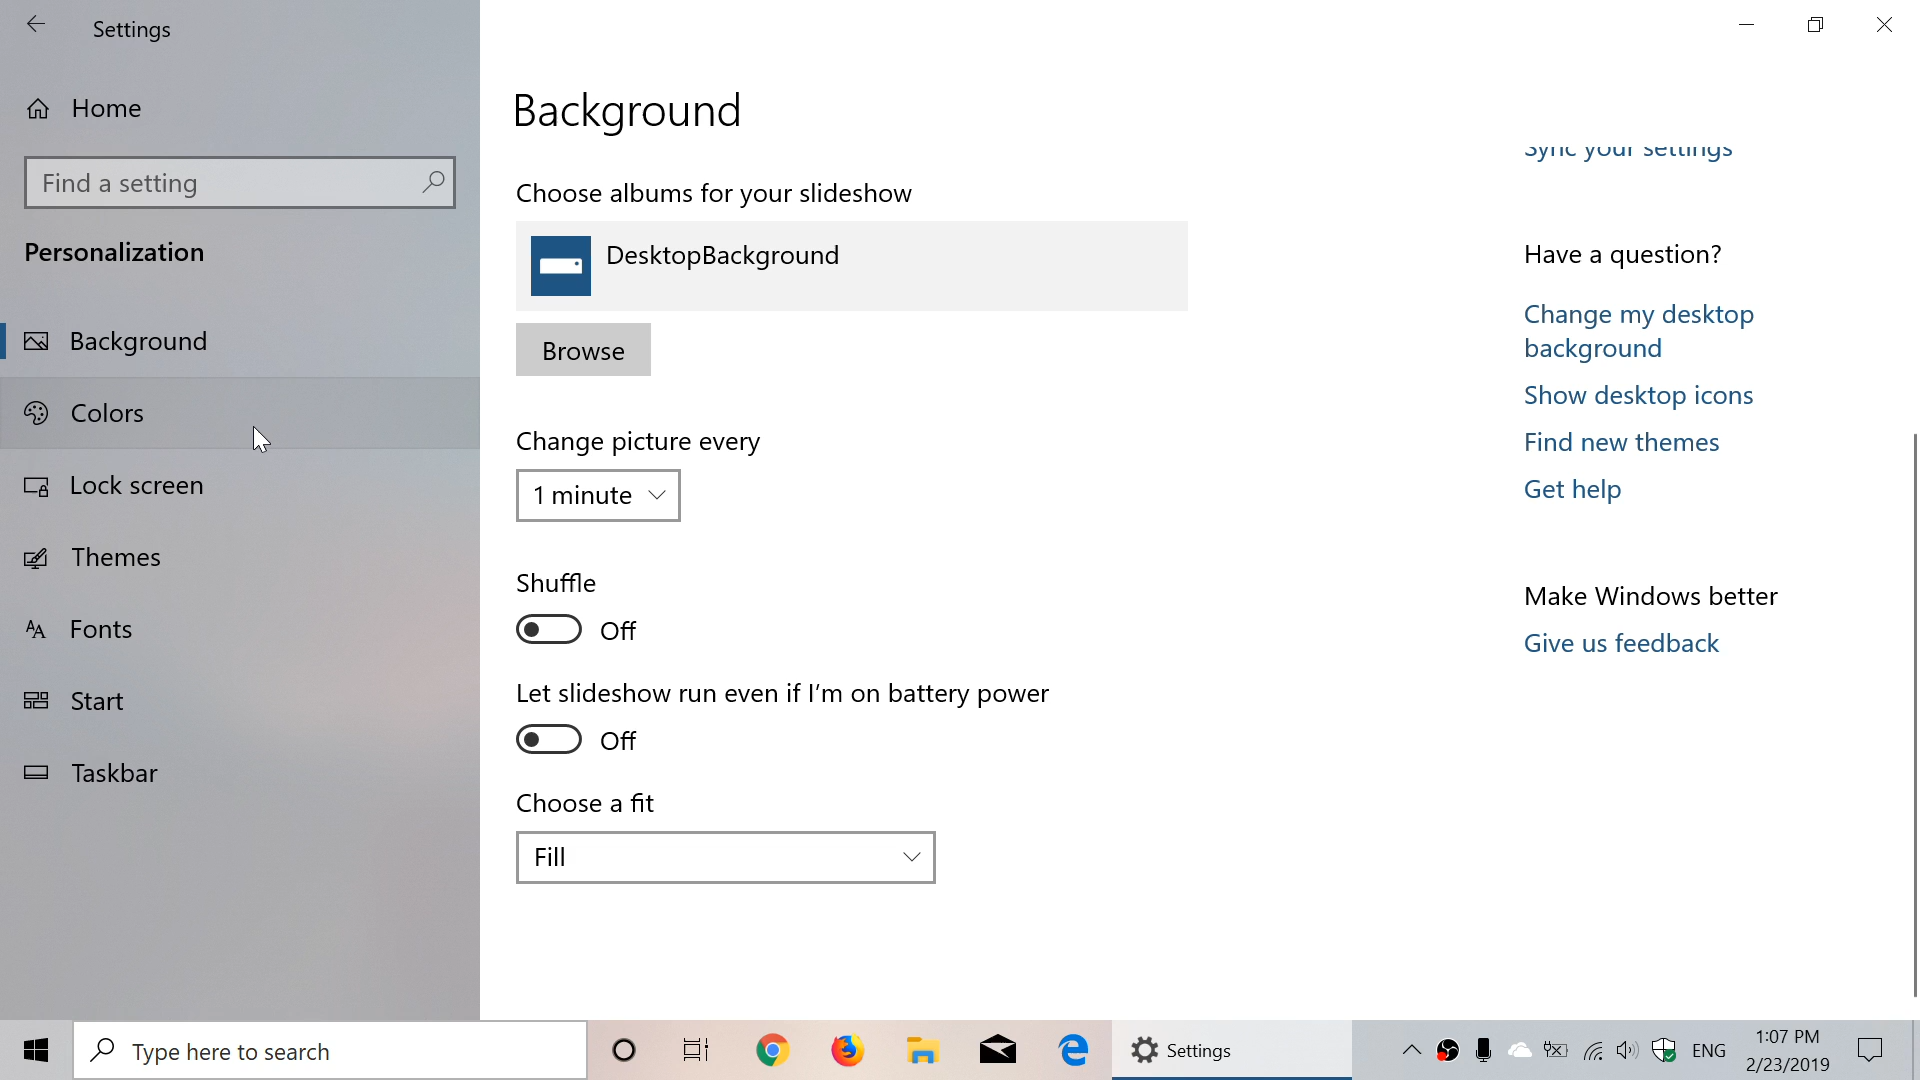 Settings
Home
Find a setting
Personalization
Background
Colors
Lock screen
Themes
Fonts
Start
Taskbar
Background
Choose albums for your slideshow
DesktopBackground
Browse
Change picture every
1 minute
Shuffle
Off
Let slideshow run even if I'm on battery power
Off
Choose a fit
Fill
Sync your settings
Have a question?
Change my desktop
background
Show desktop icons
Find new themes
Get help
Make Windows better
Give us feedback
Type here to search
Settings
ENG
1:07 PM
2/23/2019